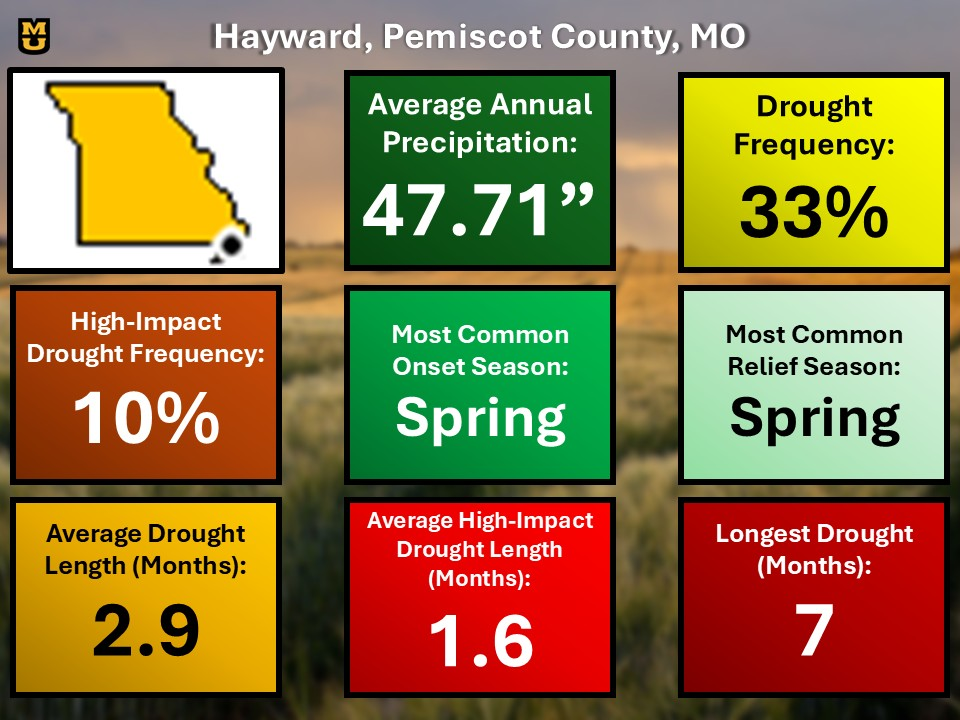 MU
Hayward, Pemiscot County, MO
Average Annual
Precipitation:
47.71”
Drought
Frequency:
33%
High-Impact
Drought Frequency:
10%
Most Common
Onset Season:
Spring
Most Common
Relief Season:
Spring
Average Drought
Length (Months):
2.9
Average High-Impact
Drought Length
(Months):
1.6
Longest Drought
(Months):
7